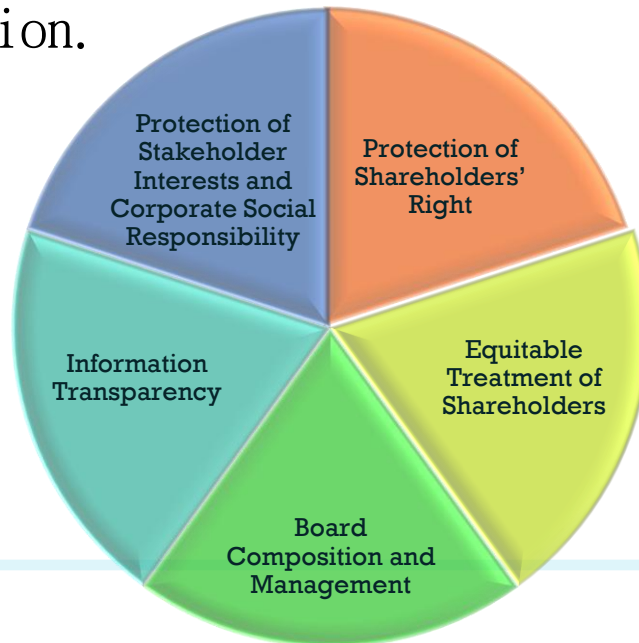 ion.
Protection of
Stakeholder
Interests and
Corporate Social
Responsibility
Protection of
Shareholders’
Right
Equitable
Treatment of
Shareholders
Information
Transparency
Board
Composition and
Management